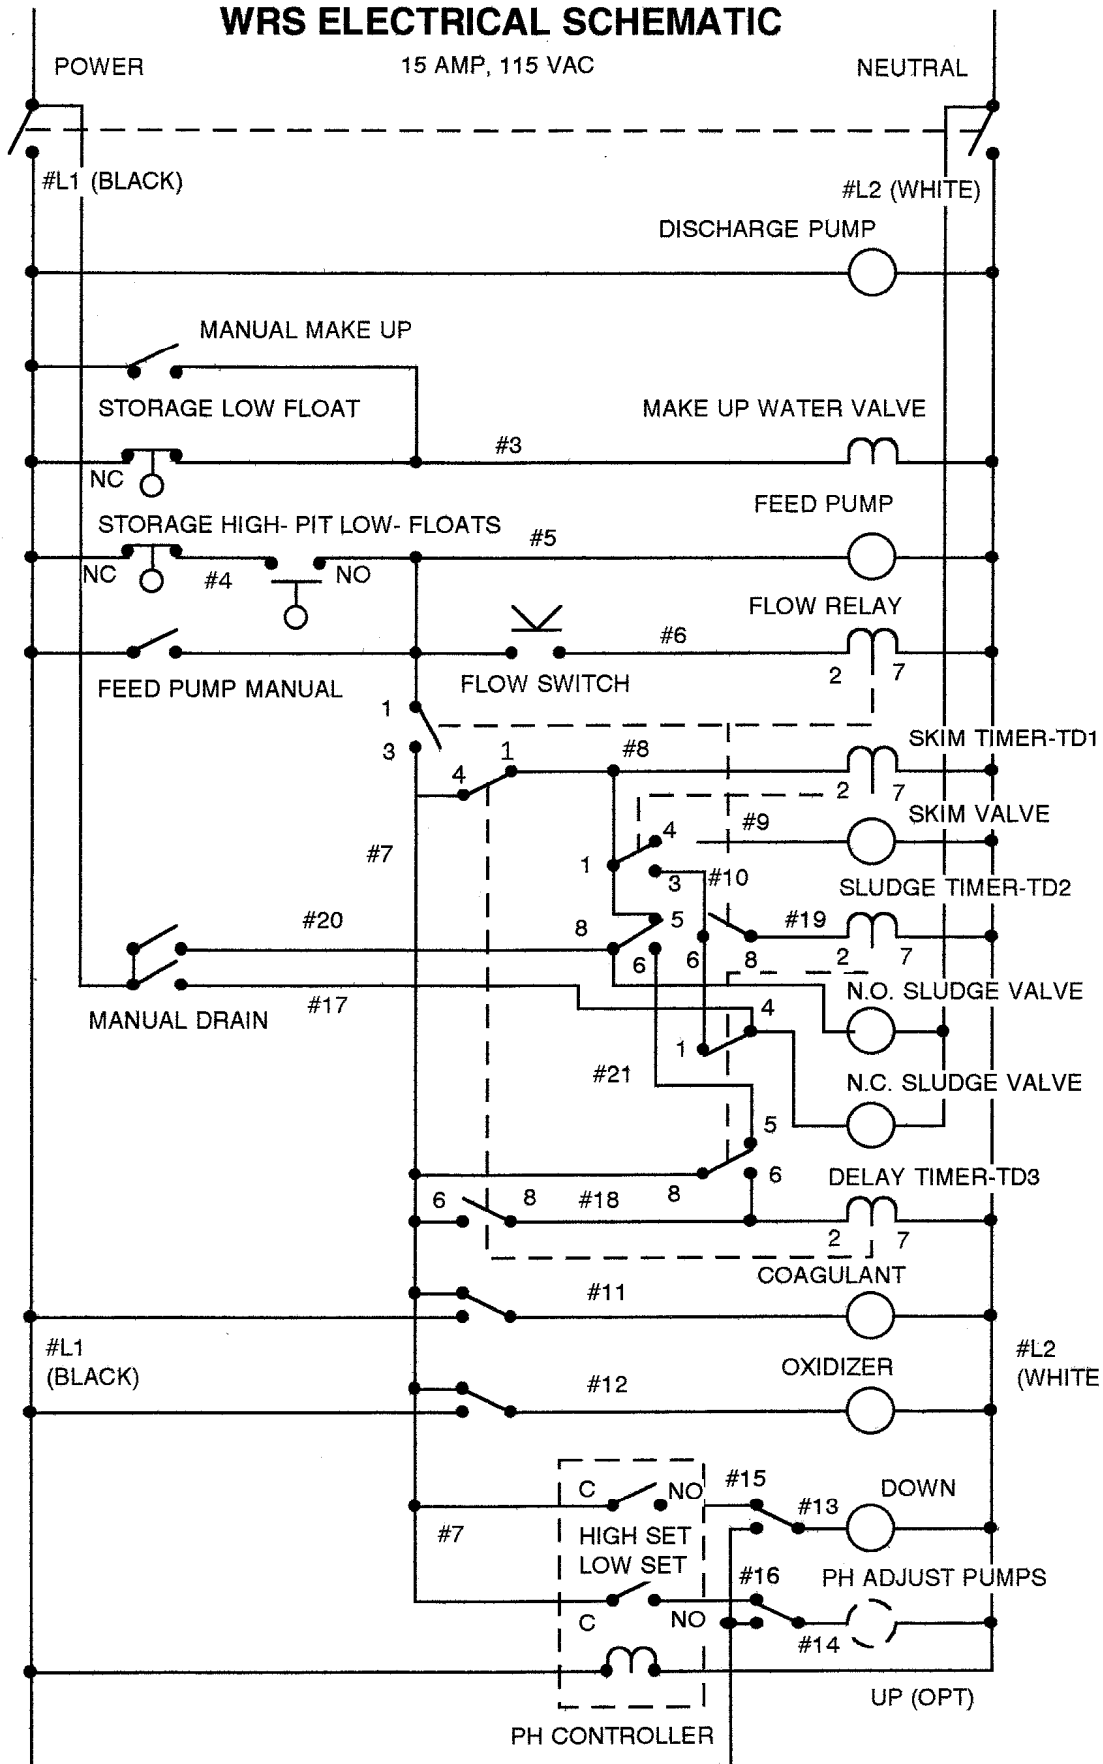 WRS ELECTRICAL SCHEMATIC
POWER
15 AMP, 115 VAC
NEUTRAL
#L1 (BLACK)
#L2 (WHITE)
DISCHARGE PUMP
MANUAL MAKE UP
STORAGE LOW FLOAT
MAKE UP WATER VALVE
#3
NC
FEED PUMP
STORAGE HIGH- PIT LOW- FLOATS
#5
NC
#4
NO
FLOW RELAY
#6
2
7
FEED PUMP MANUAL
FLOW SWITCH
1
3
SKIM TIMER-TD1
1
#8
4
2
7
SKIM VALVE
#9
4
#7
1
3
#10
SLUDGE TIMER-TD2
#20
8
5
#19
6
6
8
2
7
N.O. SLUDGE VALVE
#17
4
MANUAL DRAIN
1
#21
N.C. SLUDGE VALVE
5
6
DELAY TIMER-TD3
8
6
8
#18
2
7
COAGULANT
#11
#L1
(BLACK)
#L2
(WHITE
OXIDIZER
#12
#15
DOWN
C
NO
#13
#7
HIGH SET
LOW SET
#16
PH ADJUST PUMPS
C
NO
#14
UP (OPT)
PH CONTROLLER